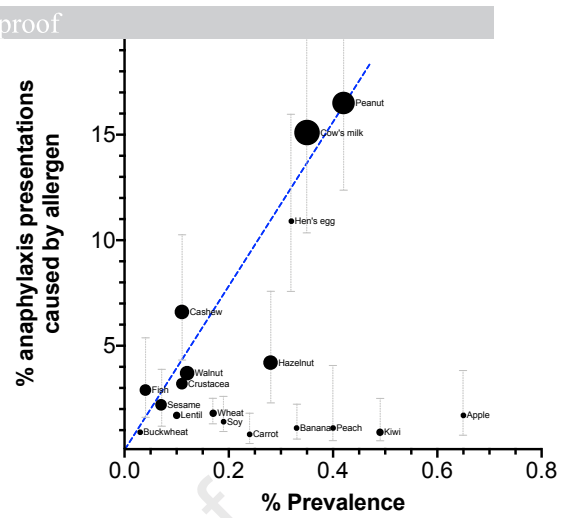 proof
% anaphylaxis presentations
caused by allergen
15
10
5
Peanut
Cow's milk
Hen's egg
Cashew
Hazelnut
Walnut
Crustacea
Fish
Sesame
Lentil
Wheat
Soy
Buckwheat
Carrot
Banana
Peach
Kiwi
Apple
0.0 0.2 0.4 0.6 0.8
% Prevalence
f